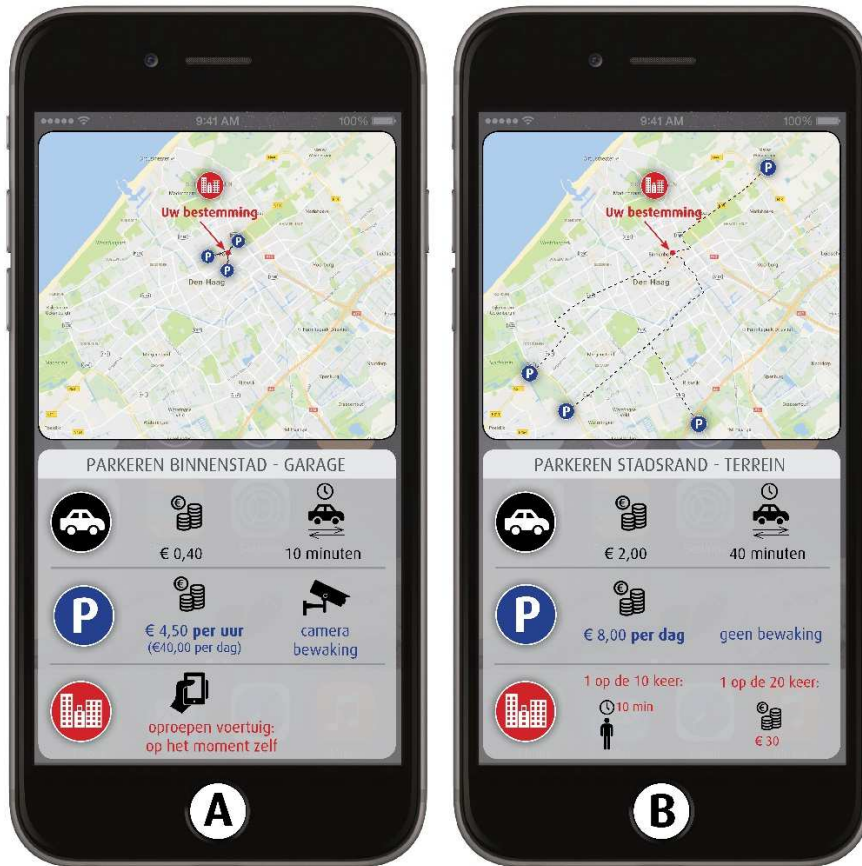 9:41 AM
100%
Uw bestemming
P
P
P
Den Haag
PARKEREN BINNENSTAD - GARAGE
€
€ 0,40
10 minuten
P
€
€ 4,50 per uur
(€40,00 per dag)
camera
bewaking
oproepen voertuig:
op het moment zelf
A
9:41 AM
100%
P
Uw bestemming
Den Haag
P
P
P
PARKEREN STADSRAND - TERREIN
€
€ 2,00
40 minuten
P
€
€ 8,00 per dag
geen bewaking
1 op de 10 keer:
10 min
1 op de 20 keer:
€
€ 30
B